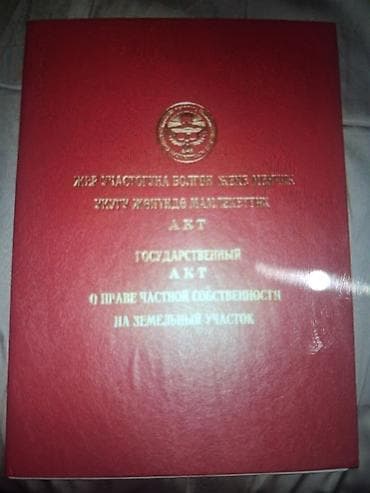 ЖЕР УЧАСТОГУНА БОЛГОН ЖЕКЕ МЕНЧИК
УКУГУ ЖӨНҮНДӨ МАМЛЕКЕТТИК
АКТ
ГОСУДАРСТВЕННЫЙ
АКТ
О ПРАВЕ ЧАСТНОЙ СОБСТВЕННОСТИ
НА ЗЕМЕЛЬНЫЙ УЧАСТОК